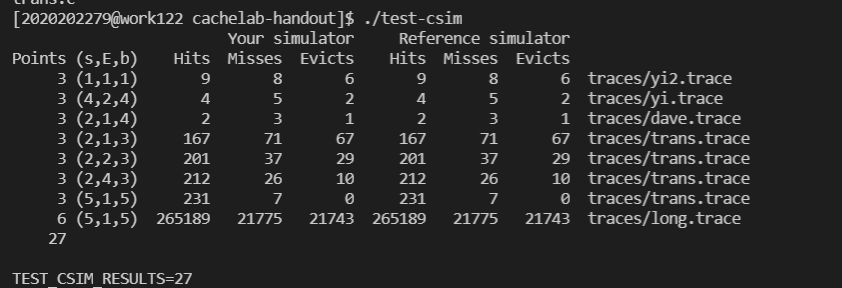 trans.c
[2020202279@work122 cachelab-handout]$ ./test-csim
Your simulator Reference simulator
Points (s,E,b) Hits Misses Evicts Hits Misses Evicts
3 (1,1,1) 9 8 6 9 8 6 traces/yi2.trace
3 (4,2,4) 4 5 2 4 5 2 traces/yi.trace
3 (2,1,4) 2 3 1 2 3 1 traces/dave.trace
3 (2,1,3) 167 71 67 167 71 67 traces/trans.trace
3 (2,2,3) 201 37 29 201 37 29 traces/trans.trace
3 (2,4,3) 212 26 10 212 26 10 traces/trans.trace
3 (5,1,5) 231 7 0 231 7 0 traces/trans.trace
6 (5,1,5) 265189 21775 21743 265189 21775 21743 traces/long.trace
27
TEST_CSIM_RESULTS=27